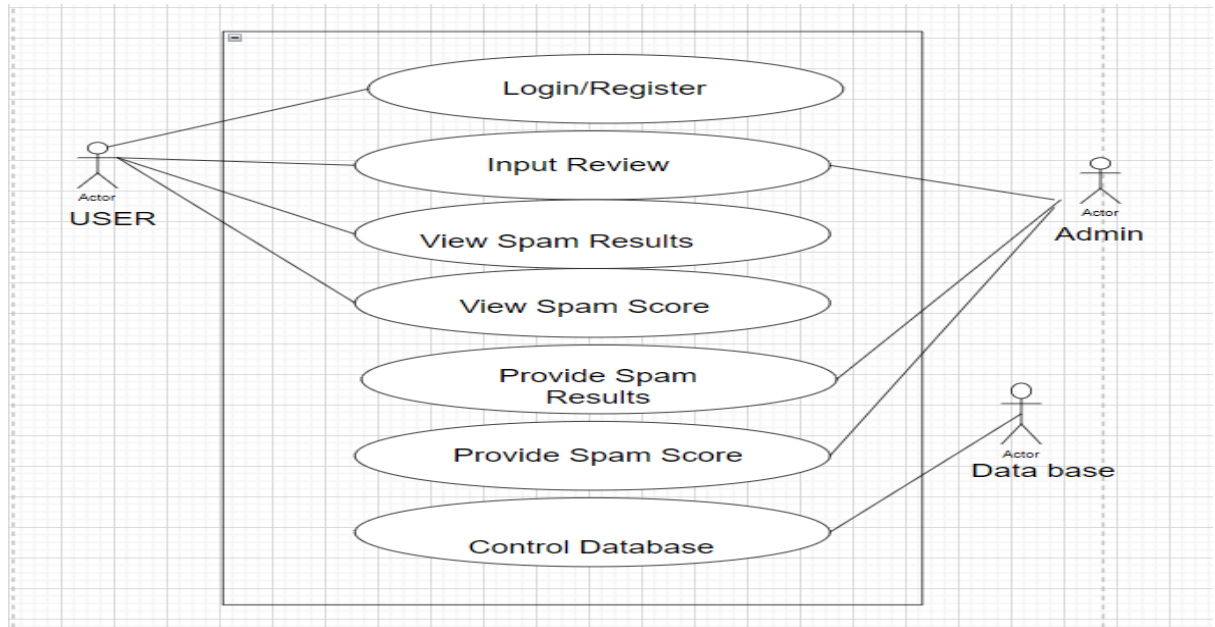 Login/Register
Input Review
View Spam Results
View Spam Score
Provide Spam
Results
Provide Spam Score
Control Database
Actor
USER
Actor
Admin
Actor
Data base